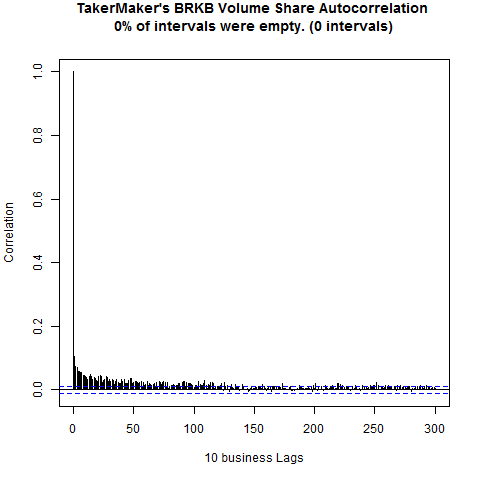 TakerMaker's BRKB Volume Share Autocorrelation
0% of intervals were empty. (0 intervals)
Correlation
1.0
0.8
0.6
0.4
0.2
0.0
0 50 100 150 200 250 300
10 business Lags